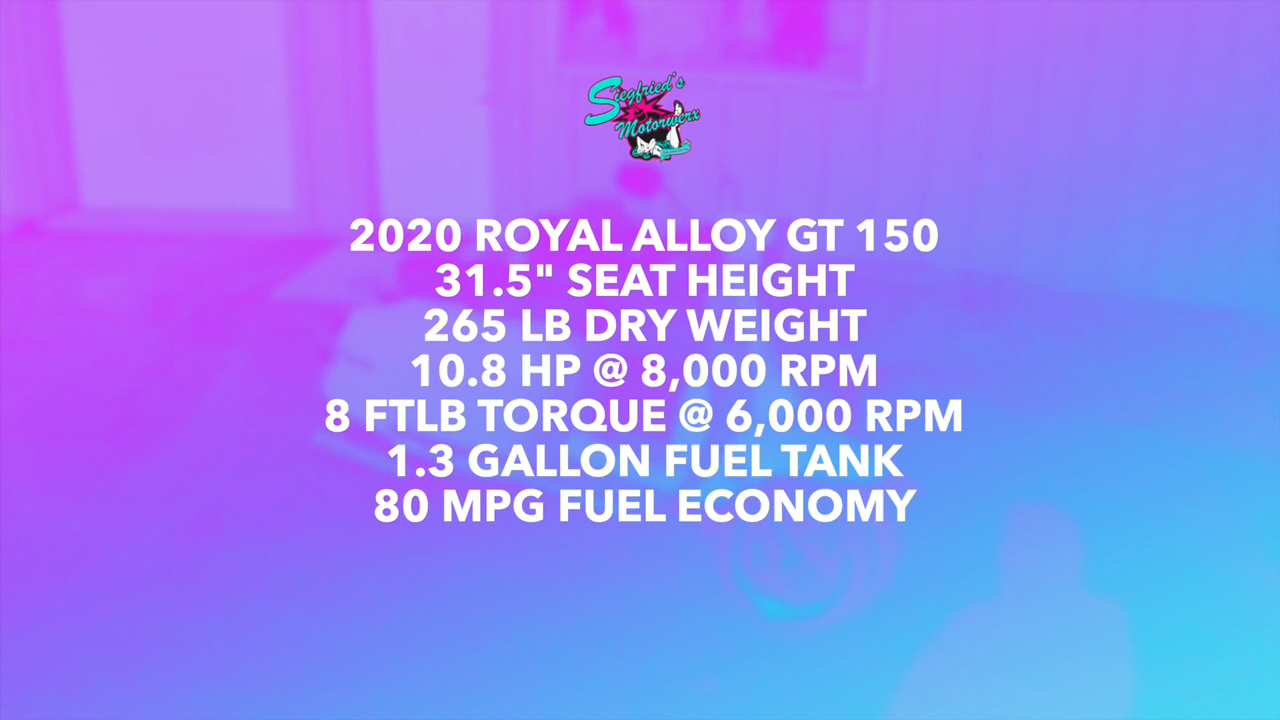 Siegfried's
Motorwerx
2020 ROYAL ALLOY GT 150
31.5" SEAT HEIGHT
265 LB DRY WEIGHT
10.8 HP @ 8,000 RPM
8 FTLB TORQUE @ 6,000 RPM
1.3 GALLON FUEL TANK
80 MPG FUEL ECONOMY